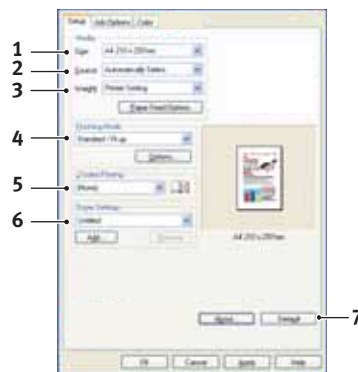 Setup Job Options Color
Media
1 Size A4 210 x 297mm
2 Source Automatically Select
3 Weight Printer Setting
Paper Feed Options...
Finishing Mode
4 Standard / N-up
Options...
2-Sided Printing
5 (None)
Driver Settings
6 Untitled
Add... Remove
A4 210 x 297mm
About... Default 7
OK Cancel Apply Help